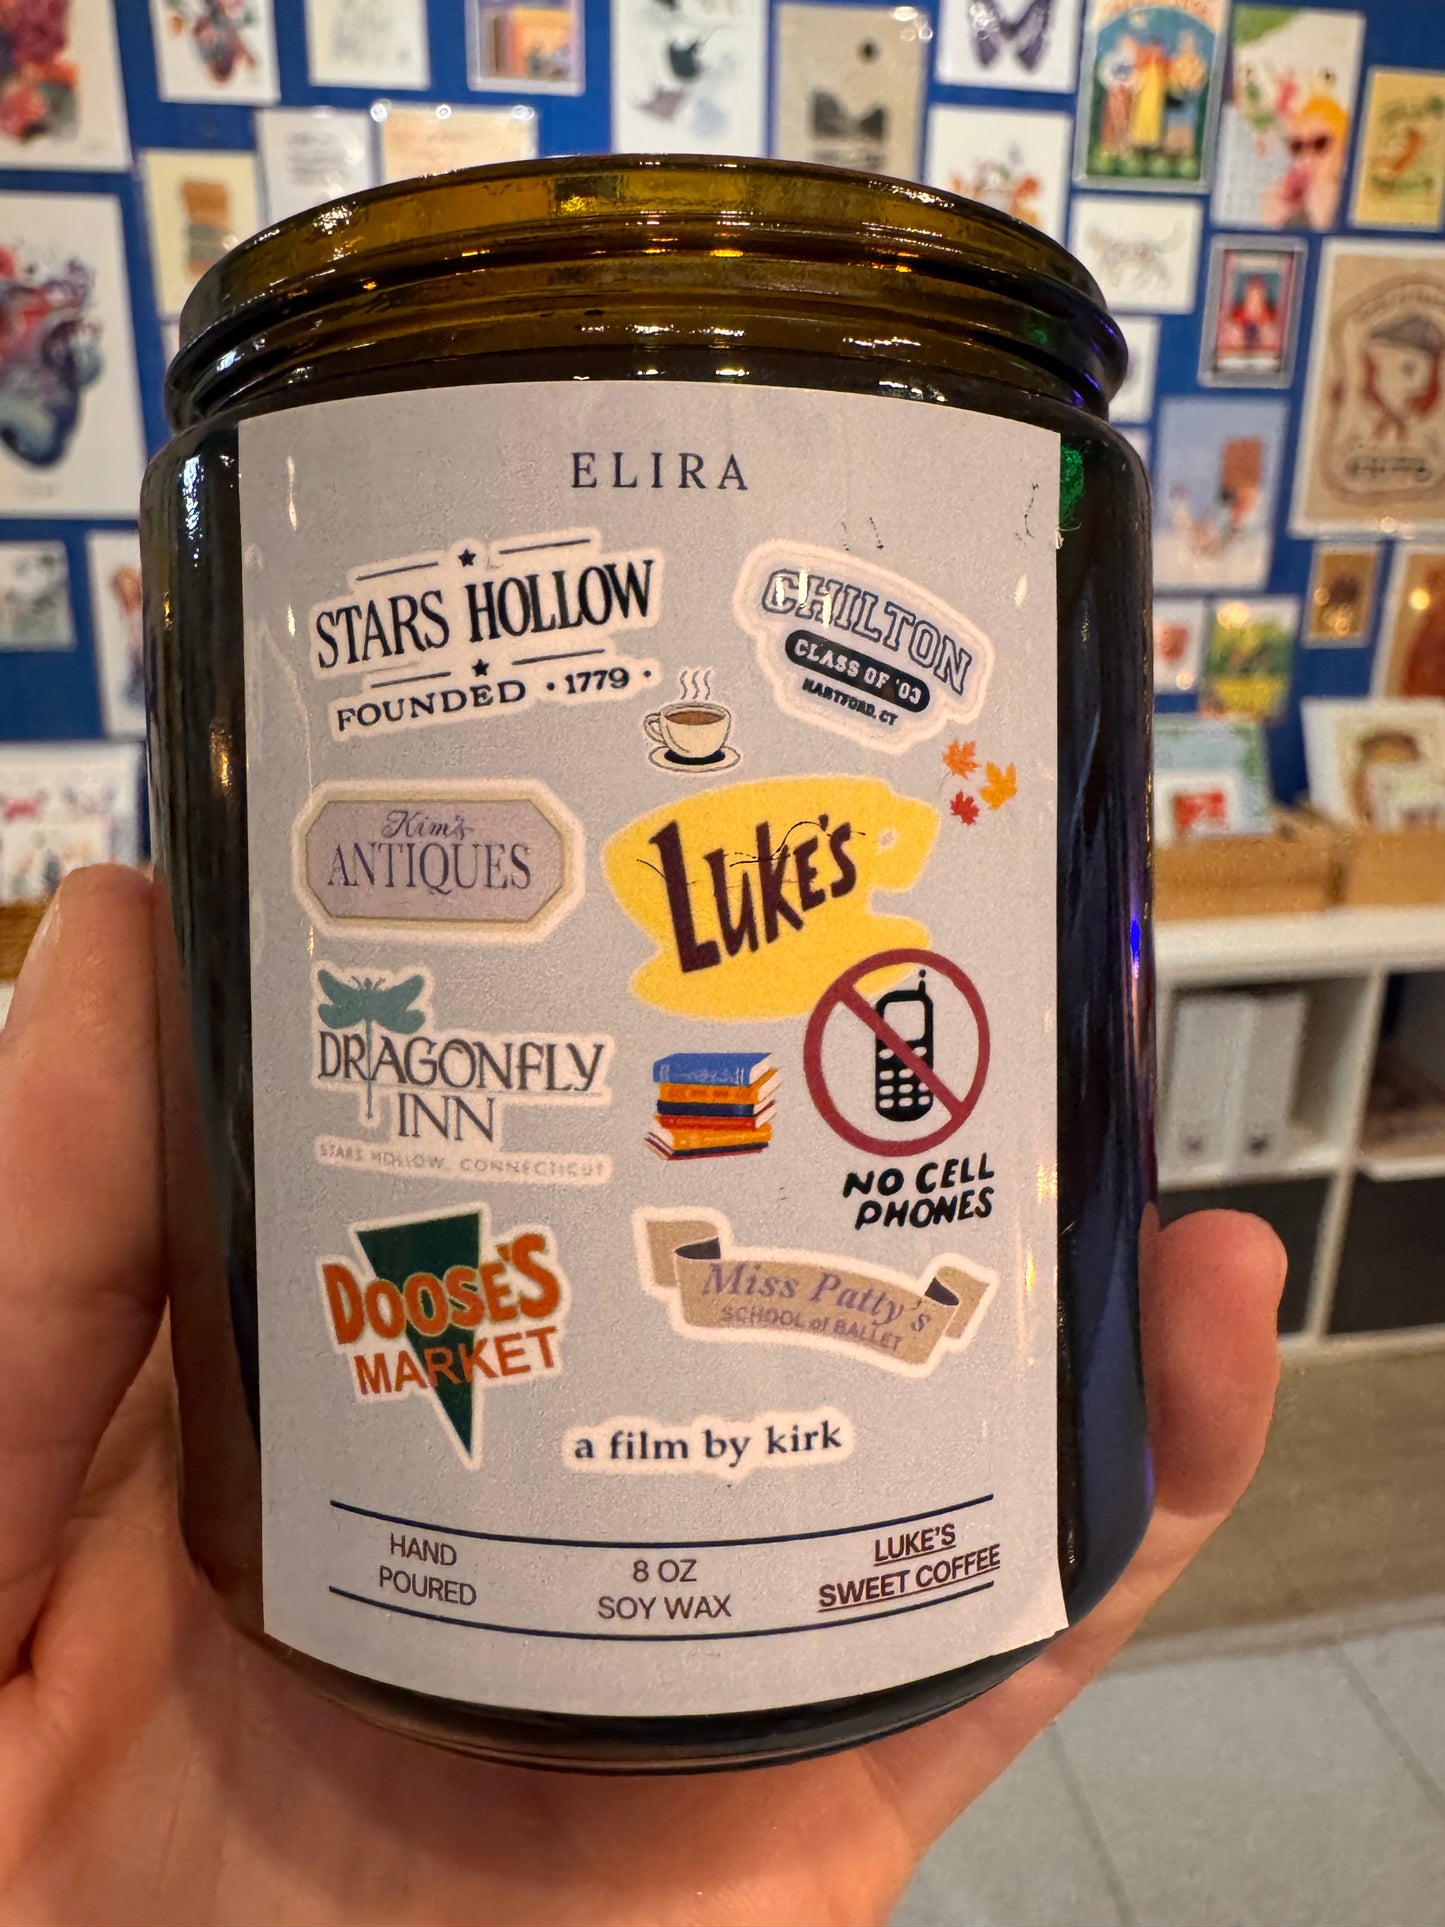 ELIRA
STARS HOLLOW
FOUNDED • 1779 •
CHILTON
CLASS OF '03
HARTFORD, CT
Kim's
ANTIQUES
LUKE'S
DRAGONFLY
INN
STARS HOLLOW, CONNECTICUT
NO CELL
PHONES
DOOSE'S
MARKET
Miss Patty's
SCHOOL of BALLET
a film by kirk
HAND
POURED
8 OZ
SOY WAX
LUKE'S
SWEET COFFEE